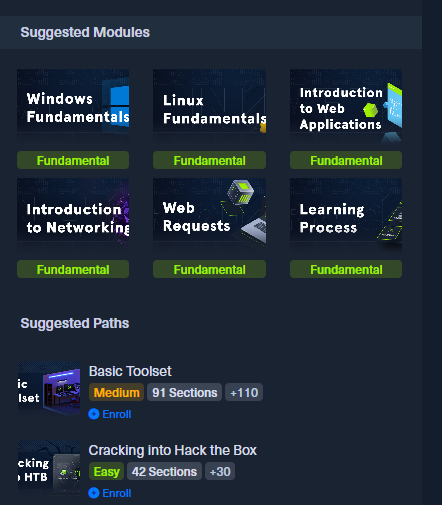 Suggested Modules
Windows
Fundamentals
Linux
Fundamentals
Introduction
to Web
Applications
Fundamental
Fundamental
Fundamental
Introduction
to Networking
Web
Requests
Learning
Process
Fundamental
Fundamental
Fundamental
Suggested Paths
ic
lset
Basic Toolset
Medium 91 Sections +110
Enroll
cking
o HTB
Cracking into Hack the Box
Easy 42 Sections +30
Enroll